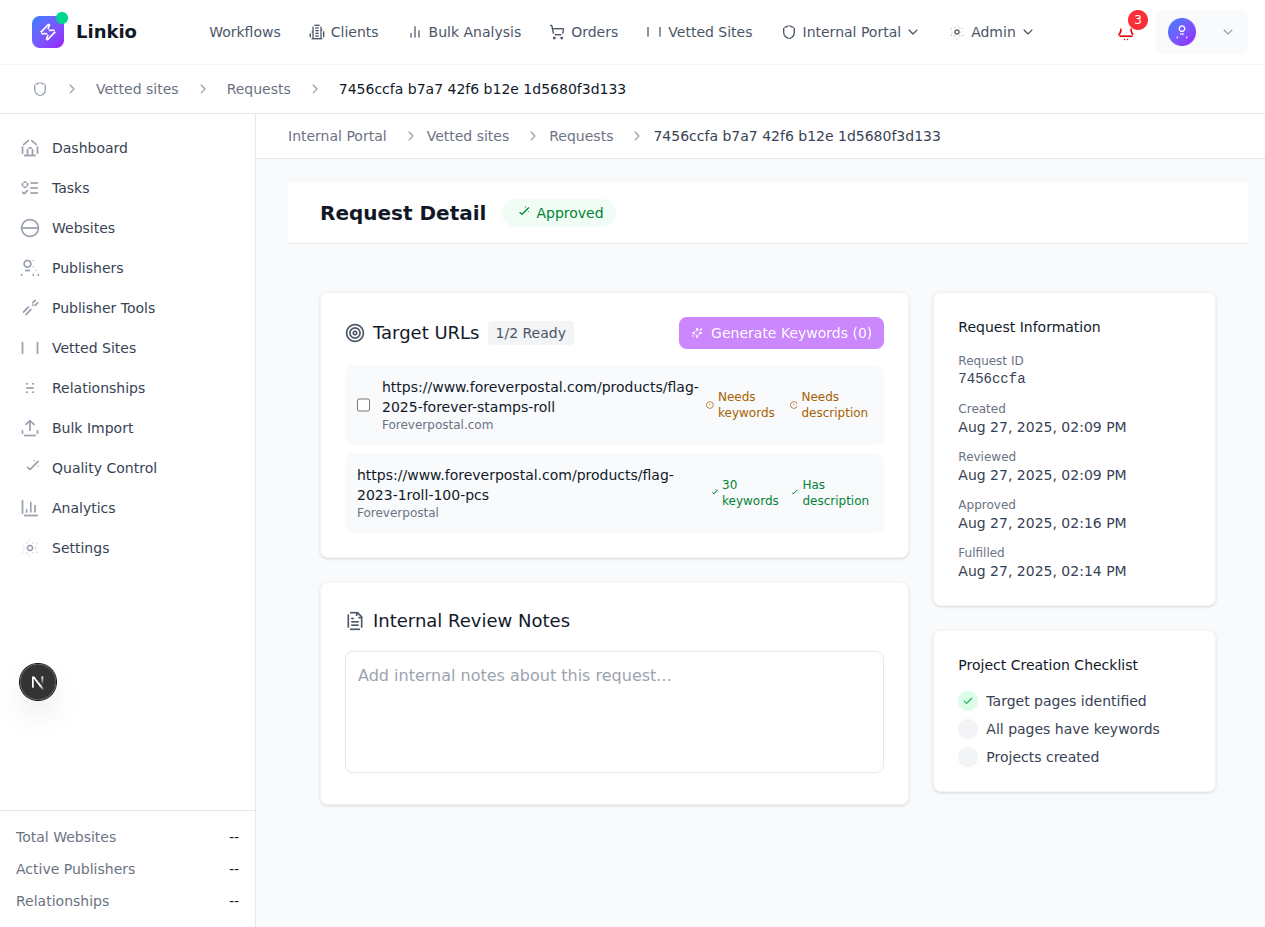 Linkio
Workflows
Clients
Bulk Analysis
Orders
Vetted Sites
Internal Portal
Admin
3
Vetted sites
Requests
7456ccfa b7a7 42f6 b12e 1d5680f3d133
Dashboard
Tasks
Websites
Publishers
Publisher Tools
Vetted Sites
Relationships
Bulk Import
Quality Control
Analytics
Settings
N
Total Websites --
Active Publishers --
Relationships --
Internal Portal
Vetted sites
Requests
7456ccfa b7a7 42f6 b12e 1d5680f3d133
Request Detail
Approved
Target URLs
1/2 Ready
Generate Keywords (0)
https://www.foreverpostal.com/products/flag-
2025-forever-stamps-roll
Foreverpostal.com
Needs
keywords
Needs
description
https://www.foreverpostal.com/products/flag-
2023-1roll-100-pcs
Foreverpostal
30
keywords
Has
description
Internal Review Notes
Add internal notes about this request...
Request Information
Request ID
7456ccfa
Created
Aug 27, 2025, 02:09 PM
Reviewed
Aug 27, 2025, 02:09 PM
Approved
Aug 27, 2025, 02:16 PM
Fulfilled
Aug 27, 2025, 02:14 PM
Project Creation Checklist
Target pages identified
All pages have keywords
Projects created